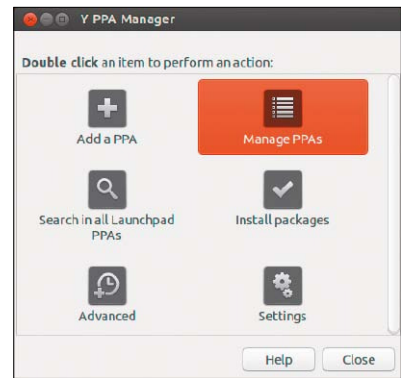 Y PPA Manager
Double click an item to perform an action:
Add a PPA
Manage PPAs
Search in all Launchpad
PPAs
Install packages
Advanced
Settings
Help
Close